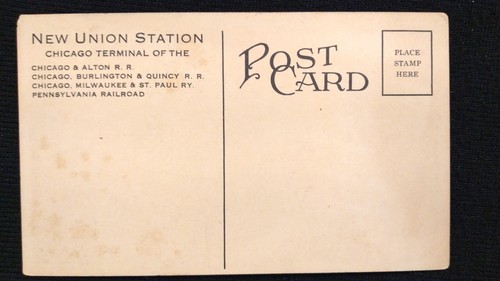 NEW UNION STATION
CHICAGO TERMINAL OF THE
CHICAGO & ALTON R. R.
CHICAGO, BURLINGTON & QUINCY R. R.
CHICAGO, MILWAUKEE & ST. PAUL RY.
PENNSYLVANIA RAILROAD
POST
CARD
PLACE
STAMP
HERE